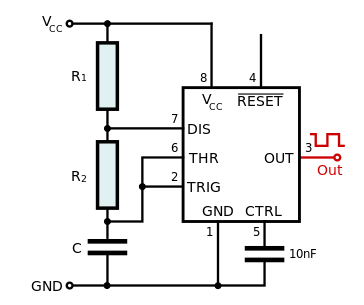 VCC
8
4
R1
VCC
RESET
7
DIS
6
THR
OUT
3
Out
2
TRIG
R2
GND
CTRL
1
5
C
10nF
GND